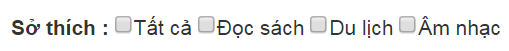 Sở thích : Tất cả Đọc sách Du lịch Âm nhạc